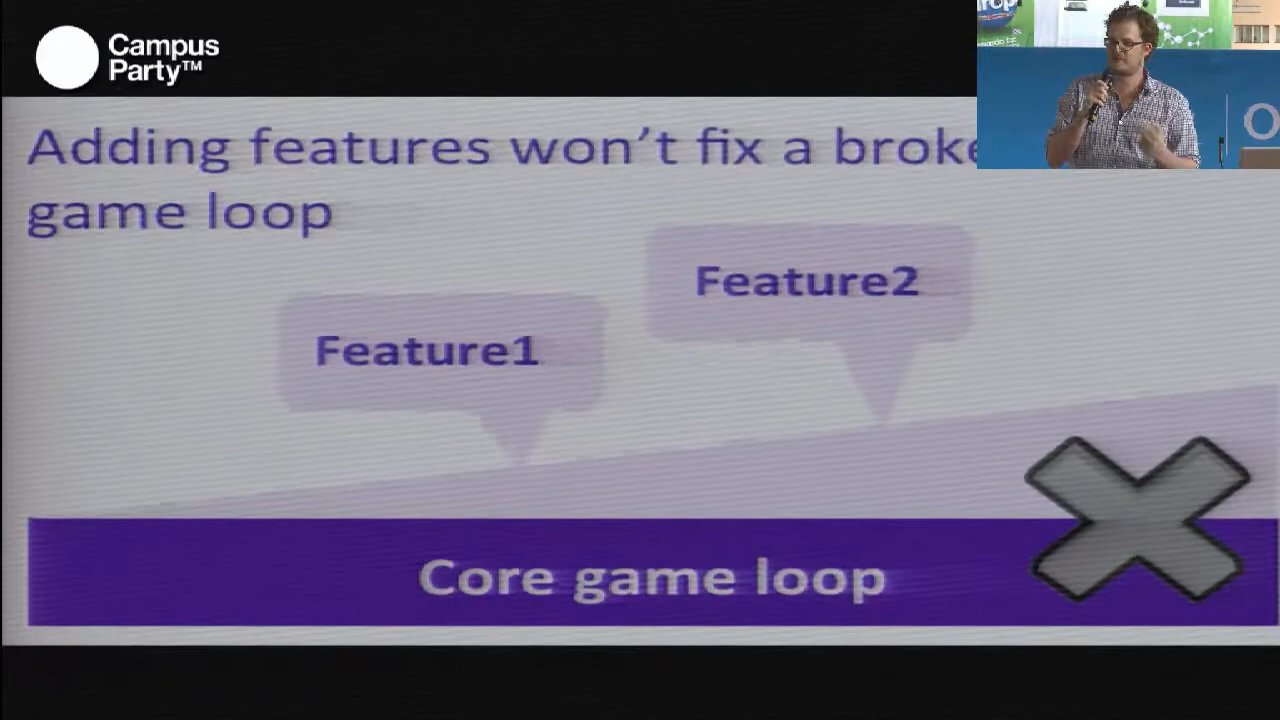 Campus
Party™
Adding features won't fix a broke
game loop
Feature2
Feature1
Core game loop